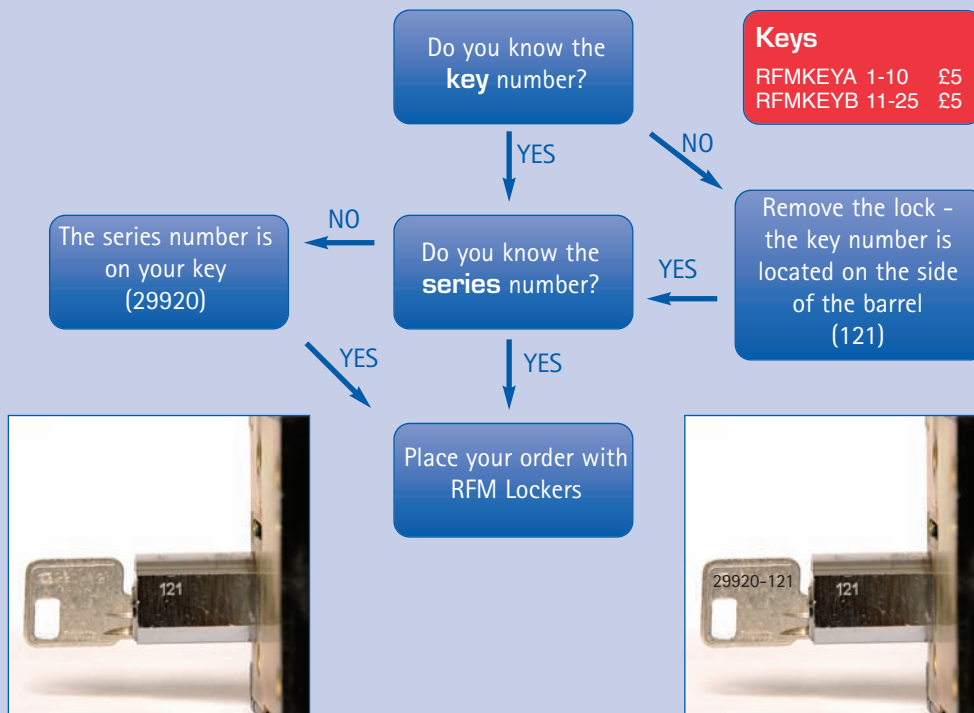 Do you know the
key number?
Keys
RFMKEYA 1-10 £5
RFMKEYB 11-25 £5
YES
NO
The series number is
on your key
(29920)
NO
Do you know the
series number?
YES
Remove the lock -
the key number is
located on the side
of the barrel
(121)
YES
YES
Place your order with
RFM Lockers
121
29920-121
121